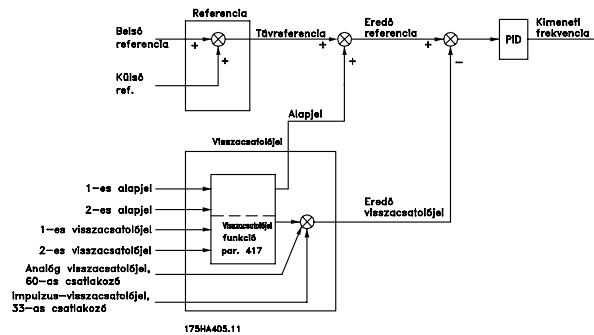 Referencia
Belső
referencia
Távreferencia
Eredő
referencia
Kimeneti
frekvencia
PID
Külső
ref.
Alapjel
Visszacsatolójel
1-es alapjel
2-es alapjel
1-es visszacsatolójel
2-es visszacsatolójel
Visszacsatolójel
funkció
par. 417
Eredő
visszacsatolójel
Analóg visszacsatolójel,
60-as csatlakozó
Impulzus-visszacsatolójel,
33-as csatlakozó
+
+
+
+
+
−
175HA405.11